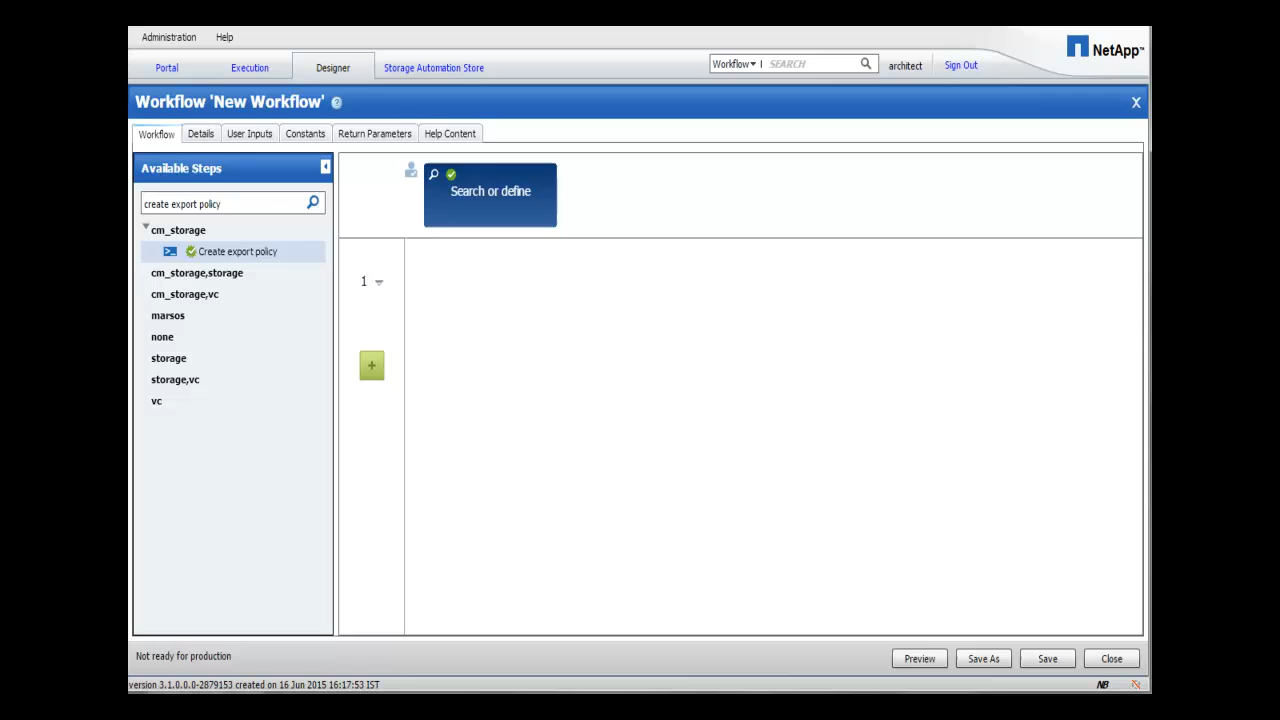 Administration Help
NetApp™
Portal Execution Designer Storage Automation Store Workflow SEARCH architect Sign Out
Workflow 'New Workflow' ? X
Workflow Details User Inputs Constants Return Parameters Help Content
Available Steps
Search or define
create export policy
cm_storage
Create export policy
cm_storage,storage
cm_storage,vc
marsos
none
storage
storage,vc
vc
1
+
Not ready for production Preview Save As Save Close
version 3.1.0.0.0-2879153 created on 16 Jun 2015 16:17:53 IST NB